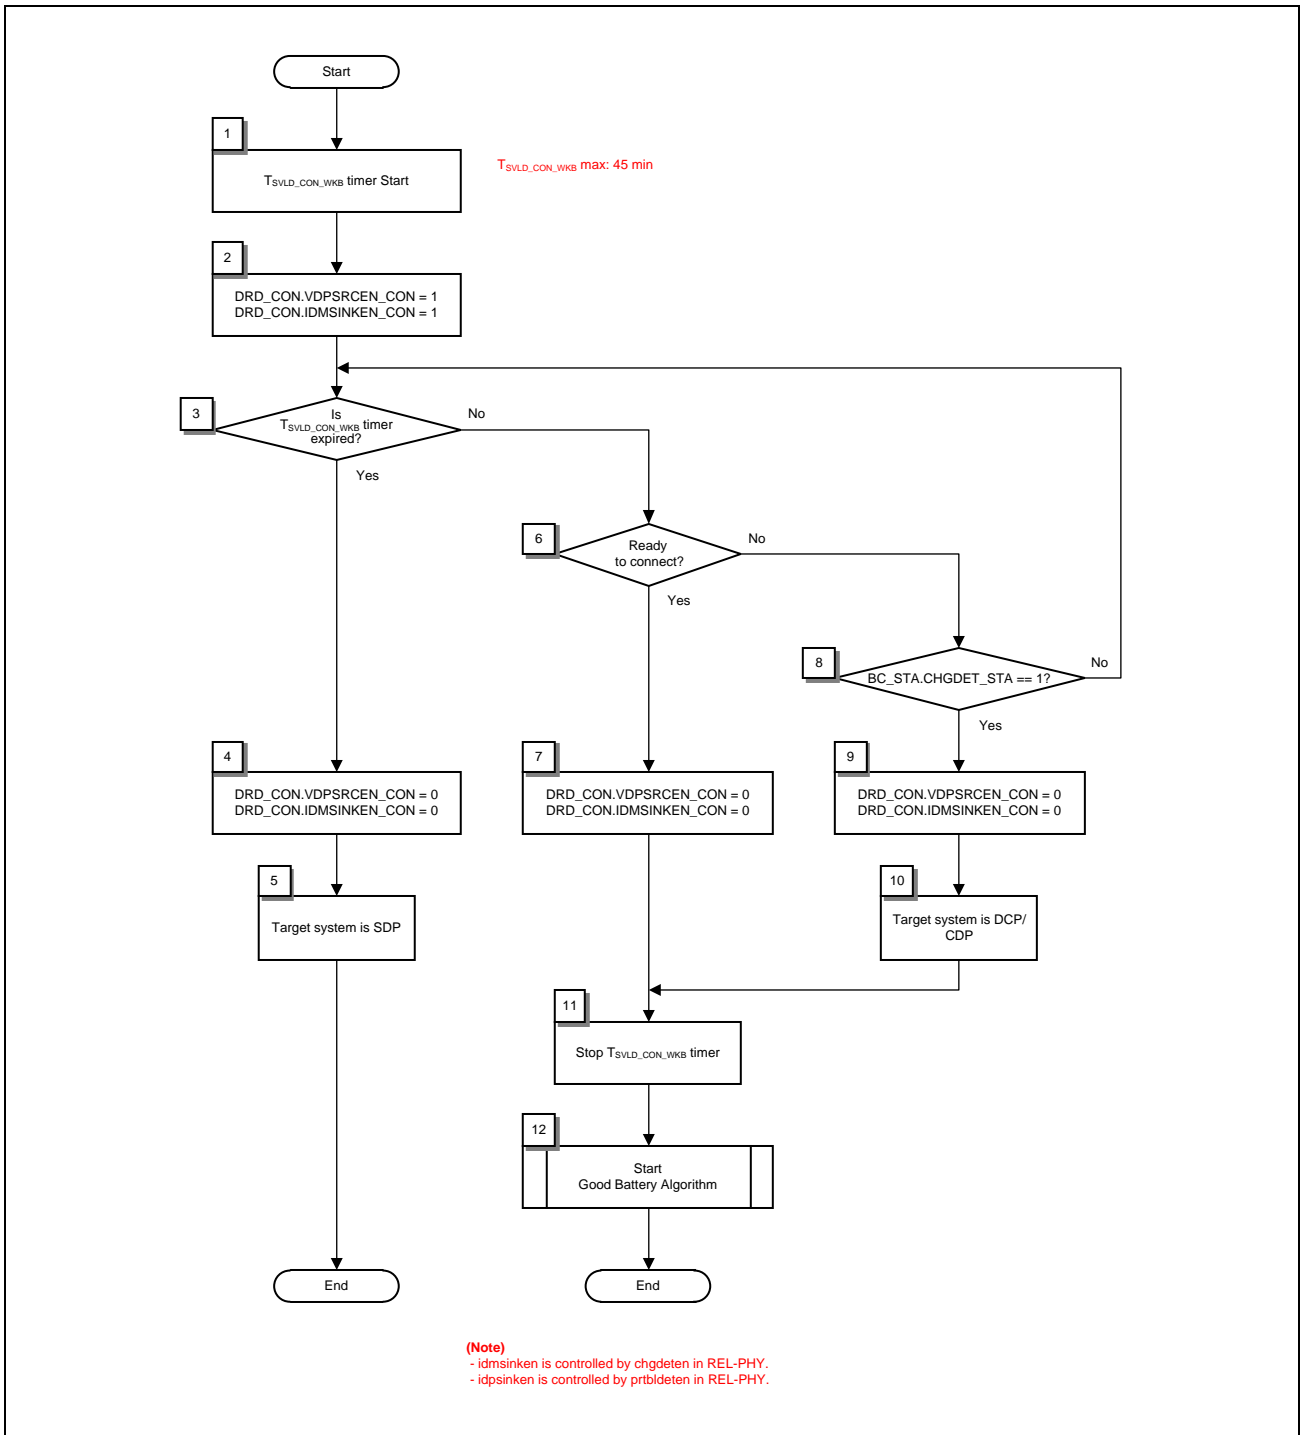 Start
1
TSVLD_CON_WKB timer Start
TSVLD_CON_WKB max: 45 min
2
DRD_CON.VDPSRCEN_CON = 1
DRD_CON.IDMSINKEN_CON = 1
3
Is
TSVLD_CON_WKB timer
expired?
No
Yes
6
Ready
to connect?
No
Yes
8
BC_STA.CHGDET_STA == 1?
No
Yes
4
DRD_CON.VDPSRCEN_CON = 0
DRD_CON.IDMSINKEN_CON = 0
7
DRD_CON.VDPSRCEN_CON = 0
DRD_CON.IDMSINKEN_CON = 0
9
DRD_CON.VDPSRCEN_CON = 0
DRD_CON.IDMSINKEN_CON = 0
5
Target system is SDP
10
Target system is DCP/
CDP
11
Stop TSVLD_CON_WKB timer
12
Start
Good Battery Algorithm
End
End
(Note)
- idmsinken is controlled by chgdeten in REL-PHY.
- idpsinken is controlled by prtbldeten in REL-PHY.